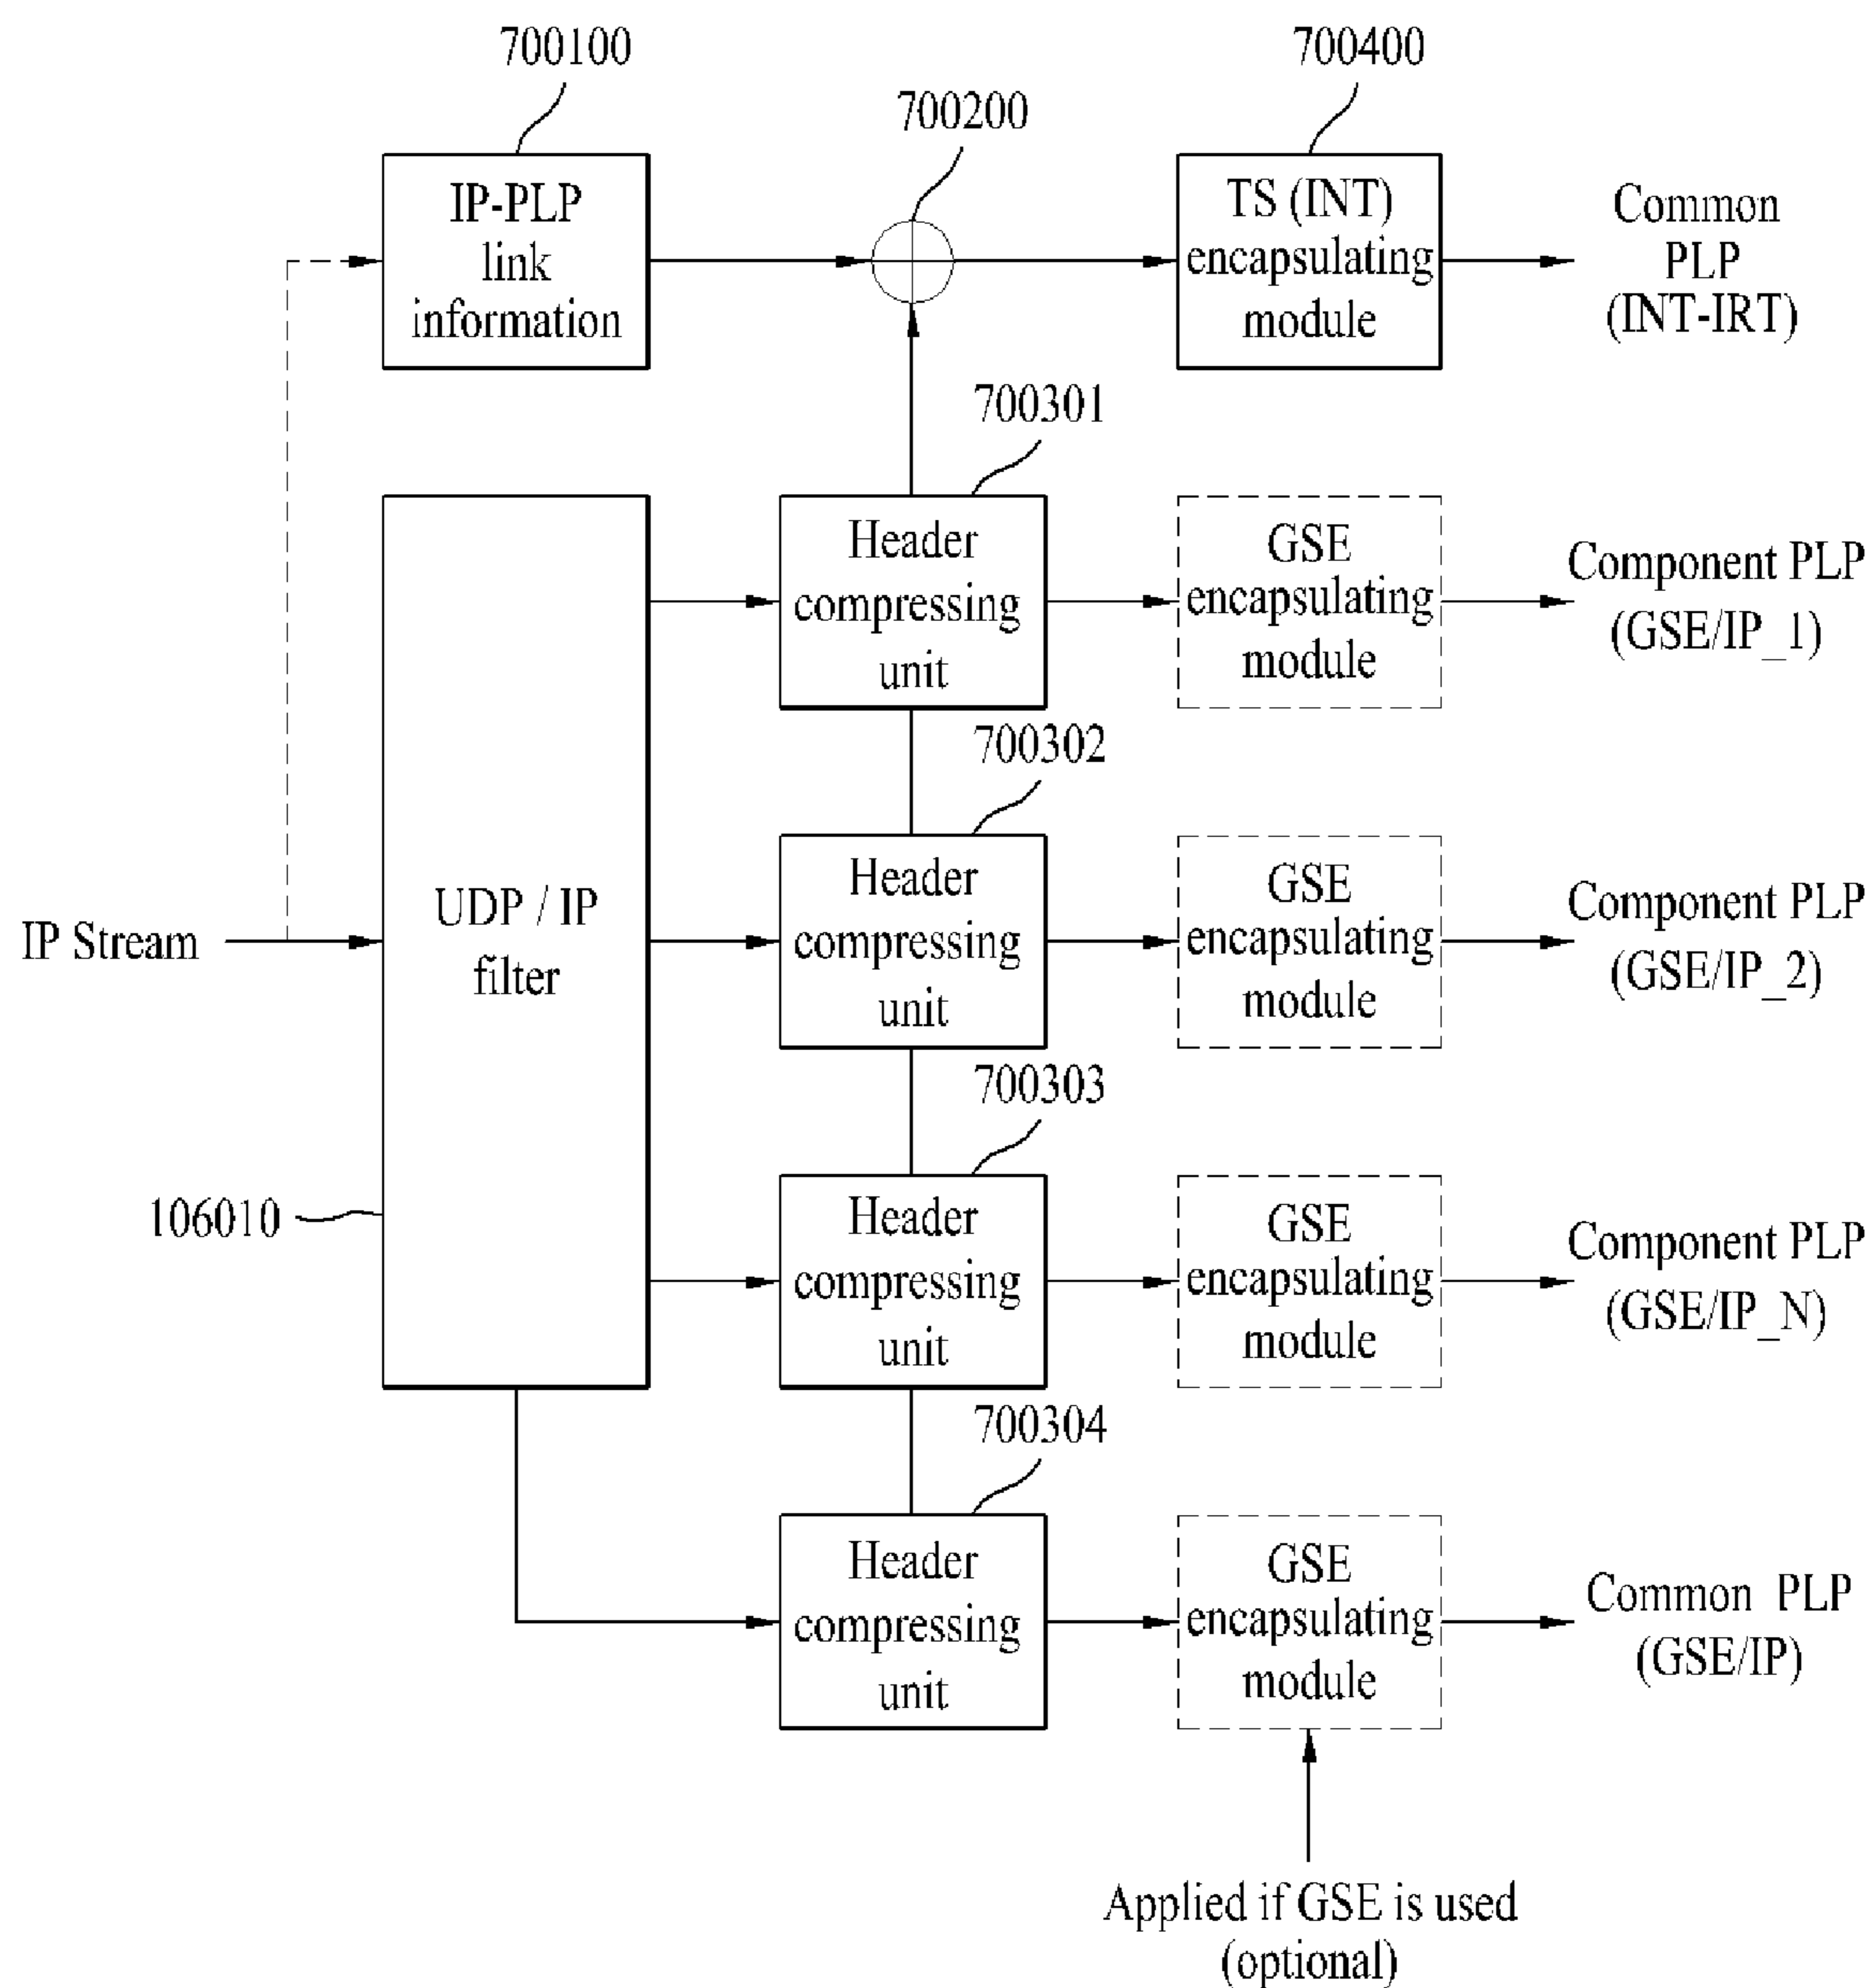 700100
700400
700200
IP-PLP
link
information
TS (INT)
encapsulating
module
Common
PLP
(INT-IRT)
700301
Header
compressing
unit
GSE
encapsulating
module
Component PLP
(GSE/IP_1)
700302
IP Stream
UDP / IP
filter
Header
compressing
unit
GSE
encapsulating
module
Component PLP
(GSE/IP_2)
700303
106010
Header
compressing
unit
GSE
encapsulating
module
Component PLP
(GSE/IP_N)
700304
Header
compressing
unit
GSE
encapsulating
module
Common PLP
(GSE/IP)
Applied if GSE is used
(optional)